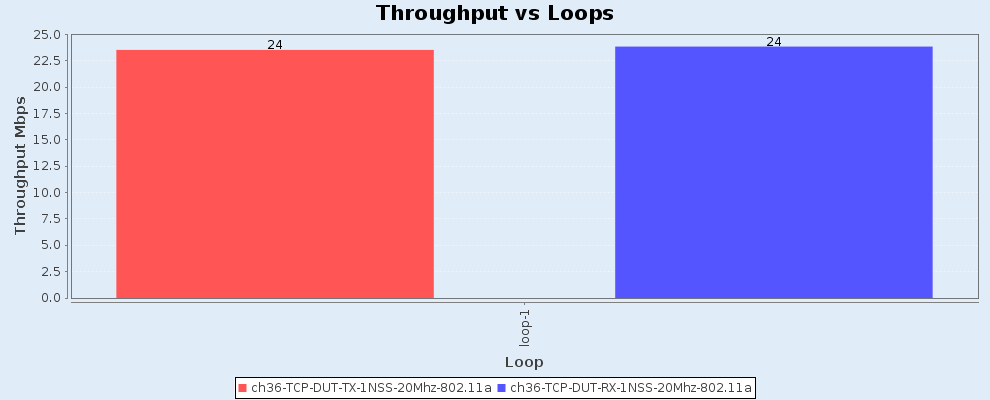 Throughput vs Loops
24
24
25.0
22.5
20.0
17.5
15.0
12.5
10.0
7.5
5.0
2.5
0.0
Throughput Mbps
loop-1
Loop
ch36-TCP-DUT-TX-1NSS-20Mhz-802.11a ch36-TCP-DUT-RX-1NSS-20Mhz-802.11a